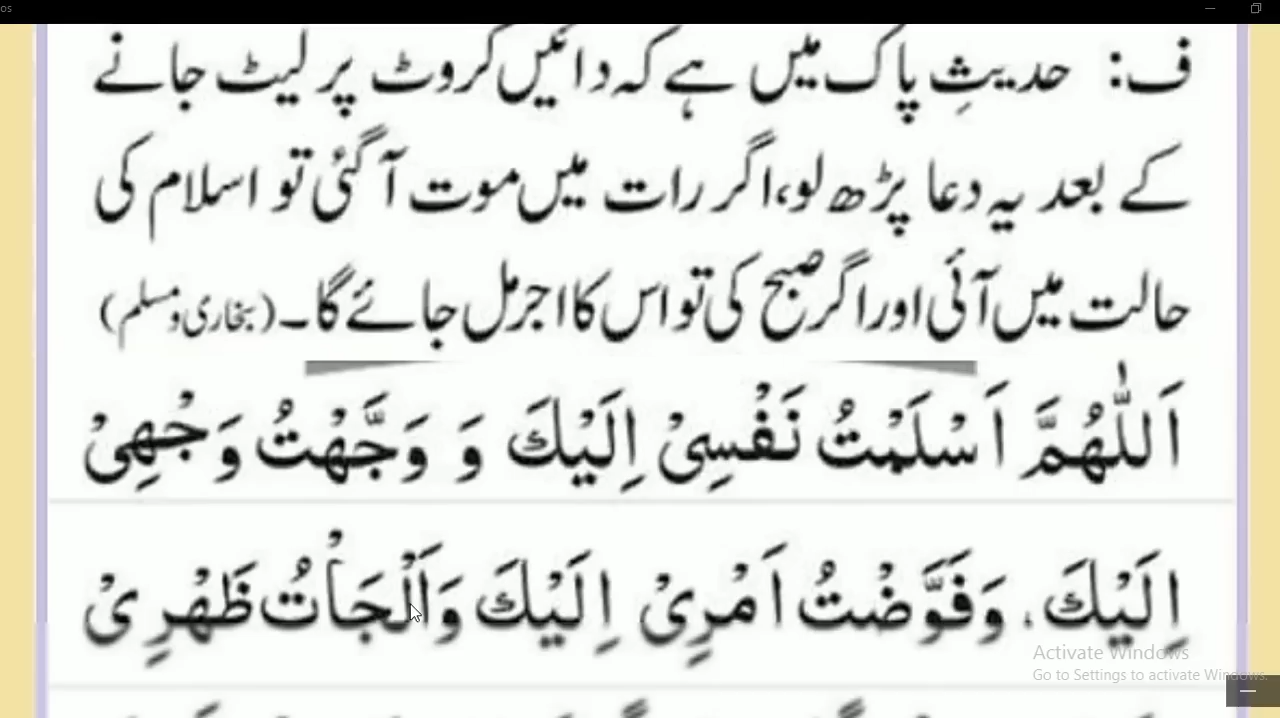 os
ف: حدیثِ پاک میں ہے کہ دائیں کروٹ پر لیٹ جانے
کے بعد یہ دعا پڑھ لو، اگر رات میں موت آ گئی تو اسلام کی
حالت میں آئی اور اگر صبح کی تو اس کا اجر مل جائے گا۔ (بخاری و مسلم)
اَللّٰهُمَّ اَسْلَمْتُ نَفْسِیْ اِلَیْكَ وَ وَجَّهْتُ وَجْهِیْ
اِلَیْكَ، وَفَوَّضْتُ اَمْرِیْ اِلَیْكَ وَاَلْجَاْتُ ظَهْرِیْ
Activate Windows
Go to Settings to activate Windows.